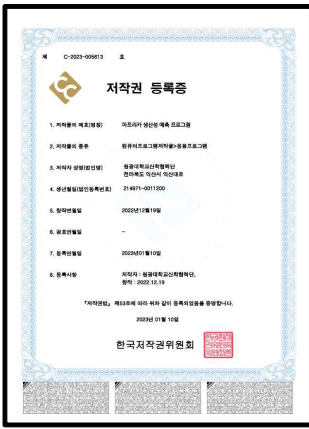 제 C-2023-005613 호
저작권 등록증
1. 저작물의 제호(명칭) 파프리카 생산성 예측 프로그램
2. 저작물의 종류 컴퓨터프로그램저작물>응용프로그램
3. 저작자 성명(법인명) 원광대학교산학협력단
전라북도 익산시 익산대로
4. 생년월일(법인등록번호) 214971-0011200
5. 창작연월일 2022년12월19일
6. 공표연월일 -
7. 등록연월일 2023년01월10일
8. 등록사항 저작자 : 원광대학교산학협력단,
창작 : 2022.12.19
『저작권법』 제53조에 따라 위와 같이 등록되었음을 증명합니다.
2023년 01월 10일
한국저작권위원회